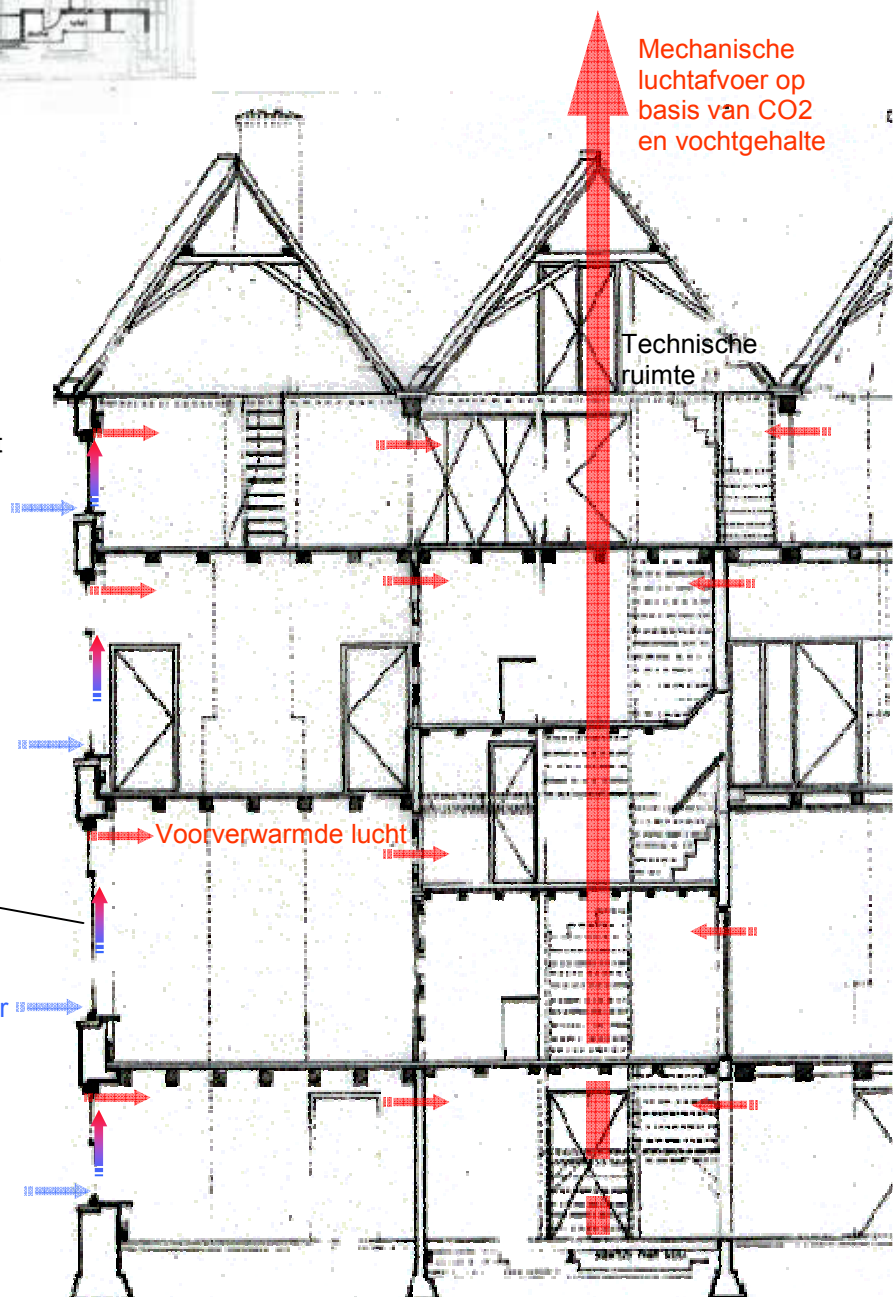 Mechanische
luchtafvoer op
basis van CO2
en vochtgehalte
Technische
ruimte
t
Voorverwarmde lucht
r